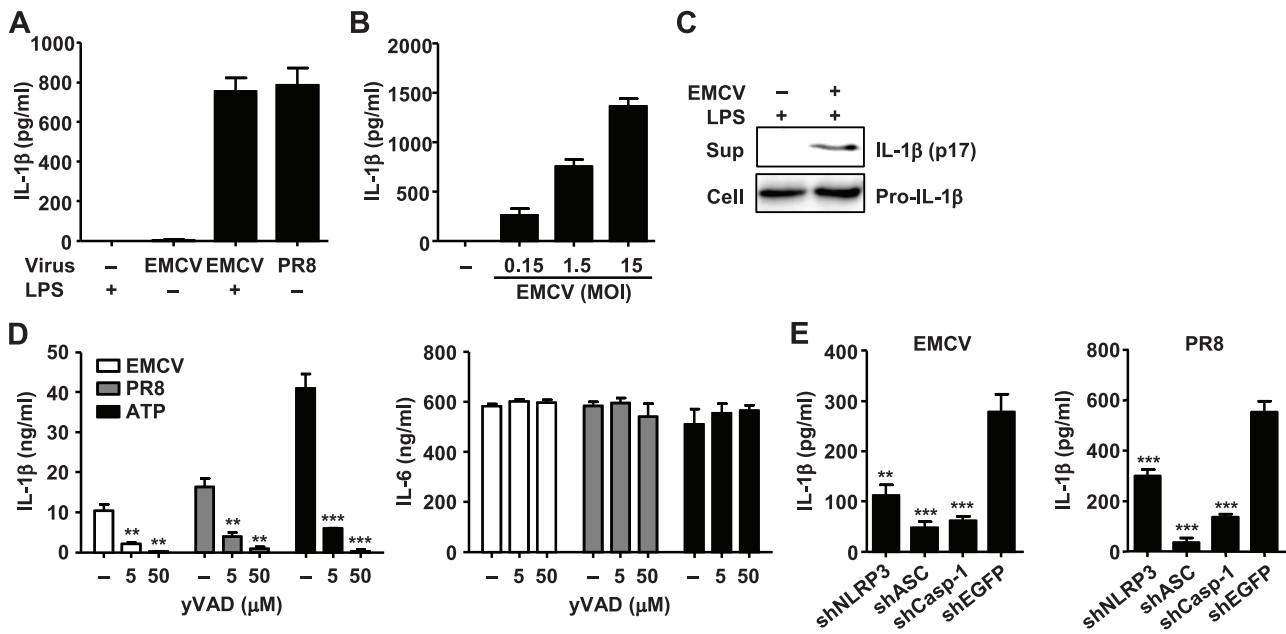 A
IL-1β (pg/ml)
1000
800
600
400
200
0
Virus – EMCV EMCV PR8
LPS + – + –
B
IL-1β (pg/ml)
2000
1500
1000
500
0
– 0.15 1.5 15
EMCV (MOI)
C
EMCV – +
LPS + +
Sup IL-1β (p17)
Cell Pro-IL-1β
D
IL-1β (ng/ml)
50
40
30
20
10
0
EMCV
PR8
ATP
** ** ** ** *** ***
– 5 50 – 5 50 – 5 50
yVAD (μM)
IL-6 (ng/ml)
800
600
400
200
0
– 5 50 – 5 50 – 5 50
yVAD (μM)
E
EMCV
IL-1β (pg/ml)
400
300
200
100
0
** *** ***
shNLRP3 shASC shCasp-1 shEGFP
PR8
IL-1β (pg/ml)
800
600
400
200
0
*** *** ***
shNLRP3 shASC shCasp-1 shEGFP